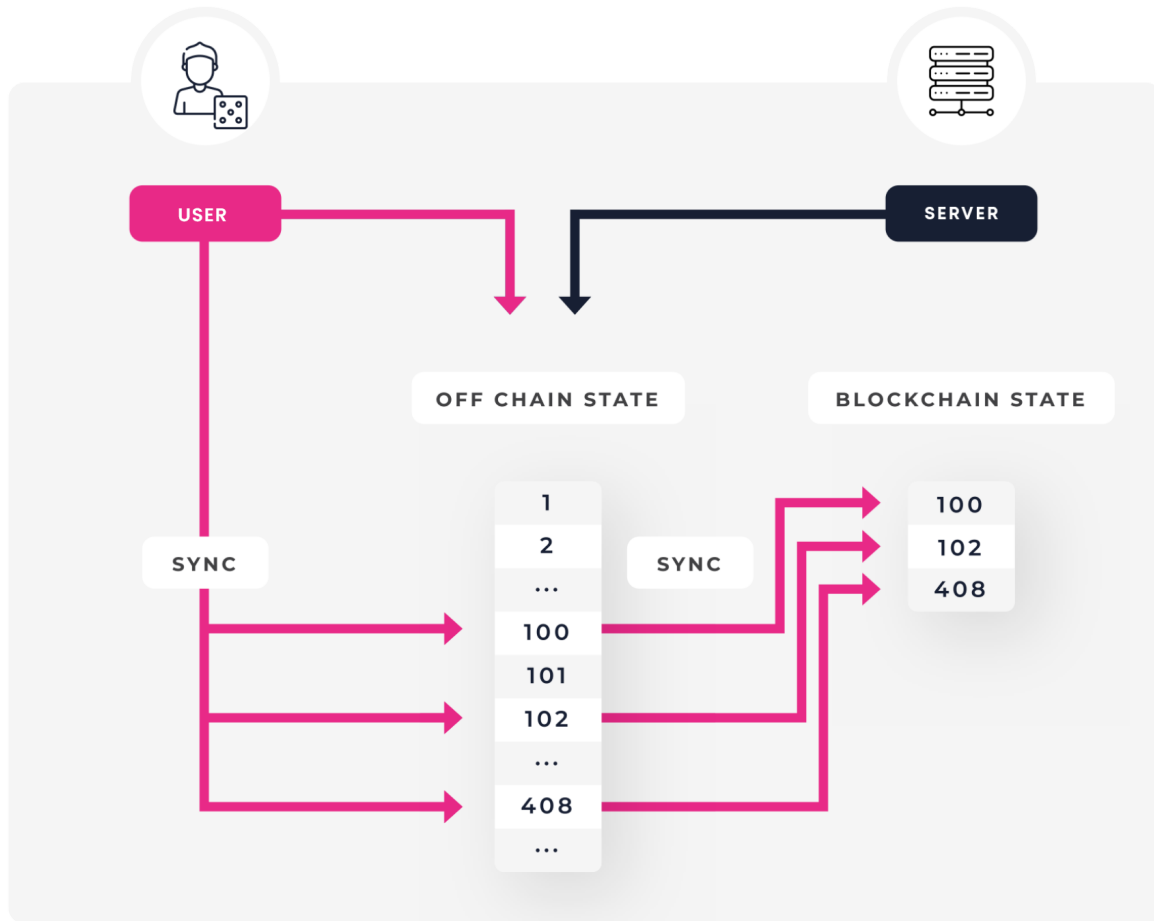 USER
SERVER
OFF CHAIN STATE
BLOCKCHAIN STATE
SYNC
1
2
...
100
101
102
...
408
...
SYNC
100
102
408